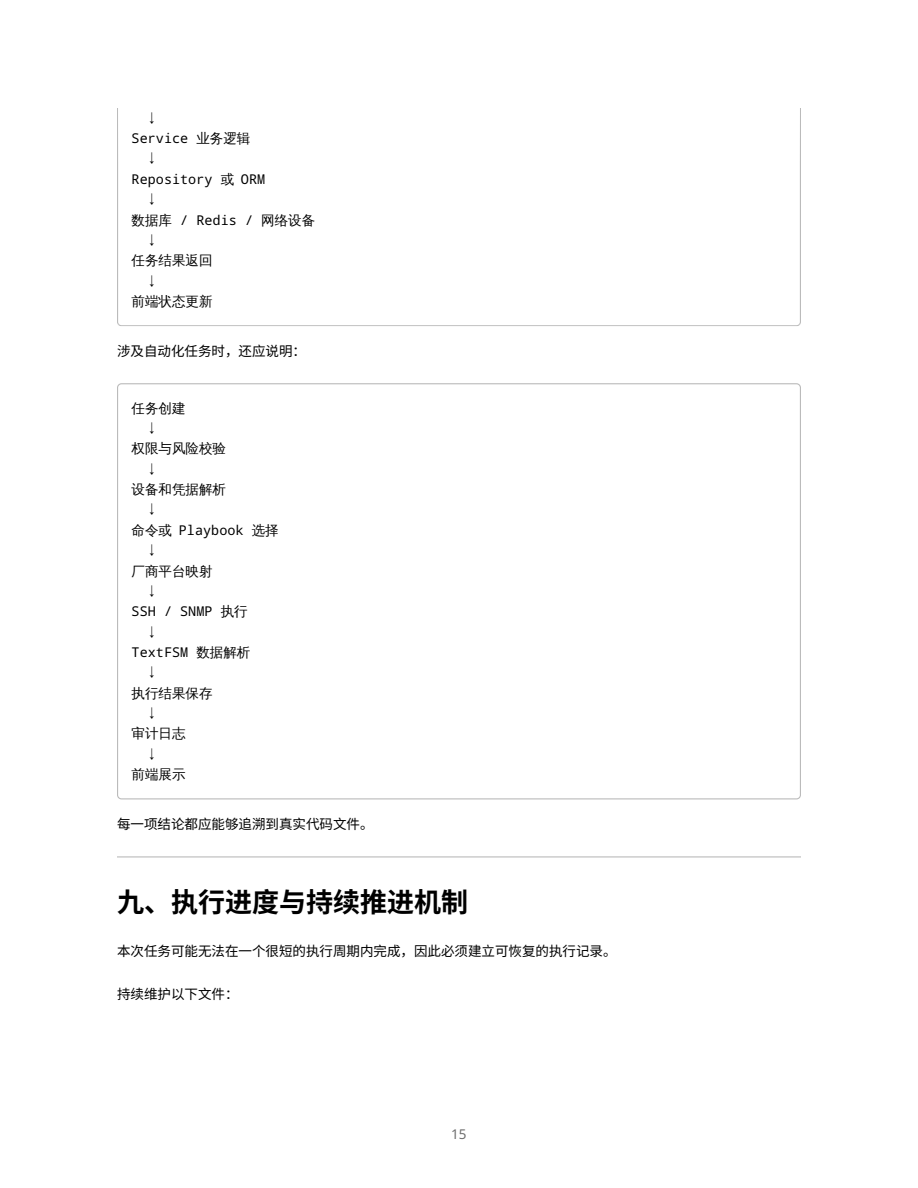 ↓
Service 业务逻辑
↓
Repository 或 ORM
↓
数据库 / Redis / 网络设备
↓
任务结果返回
↓
前端状态更新
涉及自动化任务时，还应说明：
任务创建
↓
权限与风险校验
↓
设备和凭据解析
↓
命令或 Playbook 选择
↓
厂商平台映射
↓
SSH / SNMP 执行
↓
TextFSM 数据解析
↓
执行结果保存
↓
审计日志
↓
前端展示
每一项结论都应能够追溯到真实代码文件。
九、执行进度与持续推进机制
本次任务可能无法在一个很短的执行周期内完成，因此必须建立可恢复的执行记录。
持续维护以下文件：
15